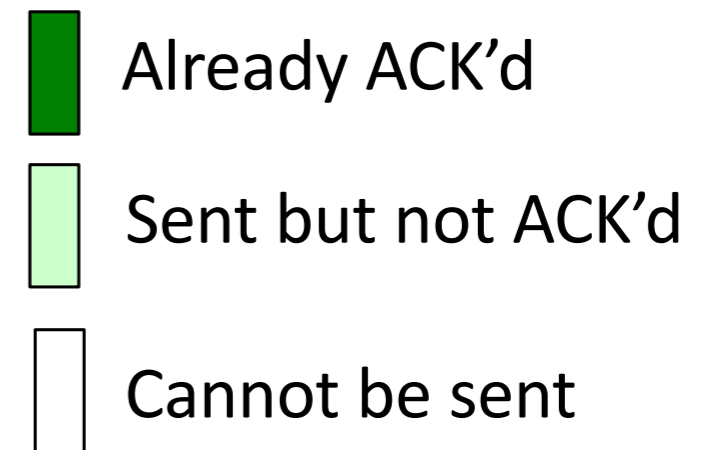 Already ACK’d
Sent but not ACK’d
Cannot be sent